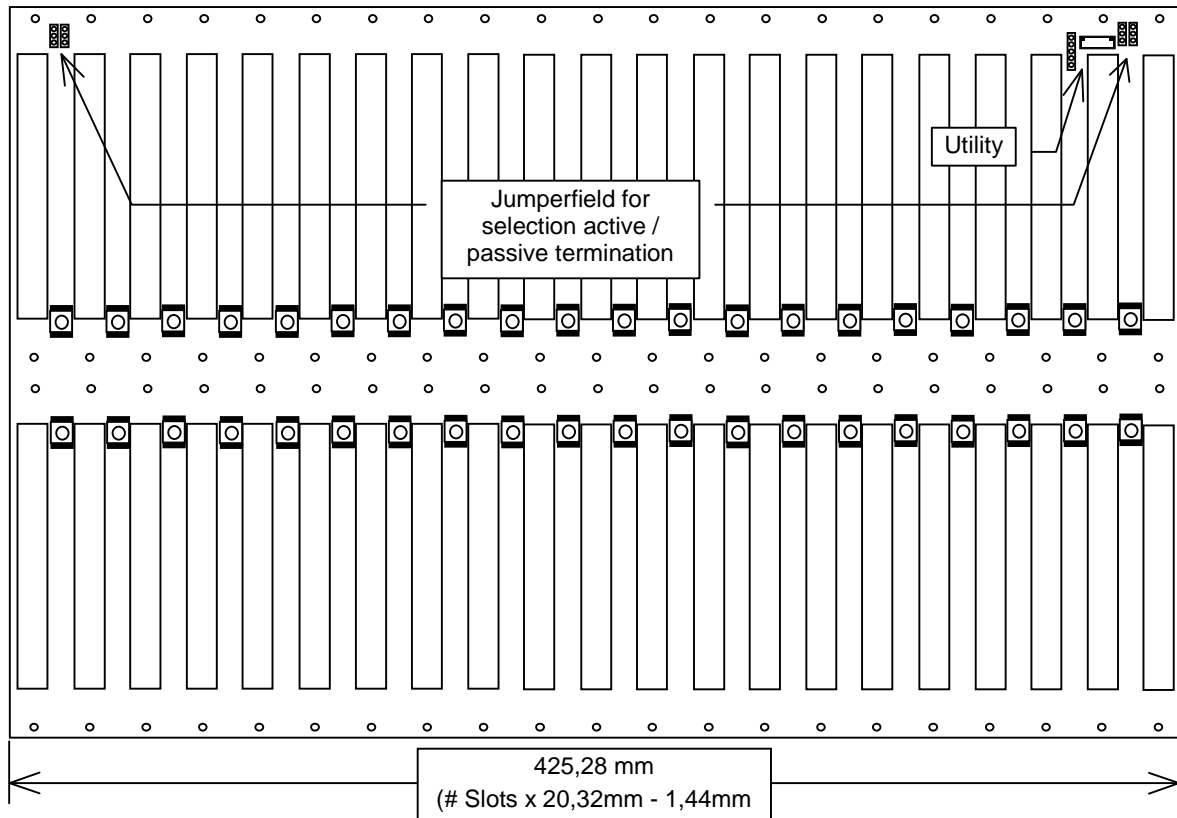 Utility
Jumperfield for
selection active /
passive termination
425,28 mm
(# Slots x 20,32mm - 1,44mm